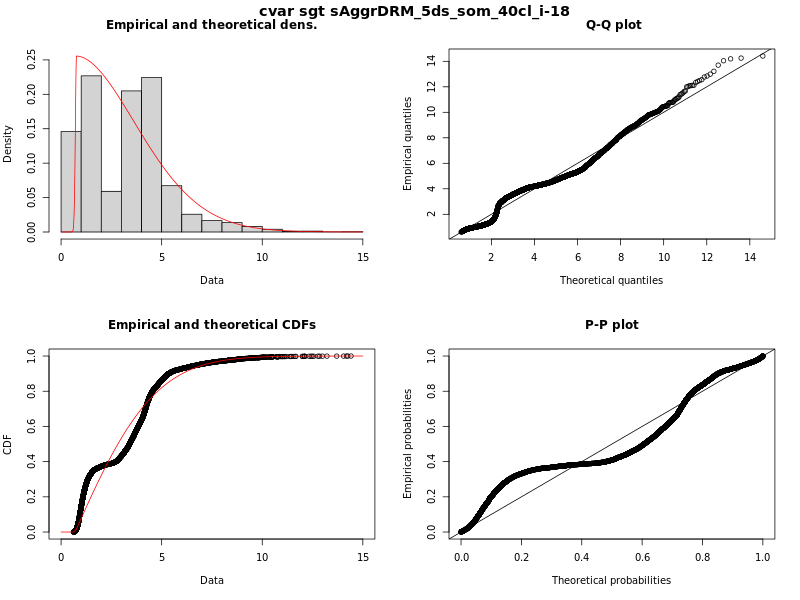 cvar sgt sAggrDRM_5ds_som_40cl_i-18
Empirical and theoretical dens.
Density
0.00 0.05 0.10 0.15 0.20 0.25
0 5 10 15
Data
Q-Q plot
Empirical quantiles
2 4 6 8 10 12 14
2 4 6 8 10 12 14
Theoretical quantiles
Empirical and theoretical CDFs
CDF
0.0 0.2 0.4 0.6 0.8 1.0
0 5 10 15
Data
P-P plot
Empirical probabilities
0.0 0.2 0.4 0.6 0.8 1.0
0.0 0.2 0.4 0.6 0.8 1.0
Theoretical probabilities